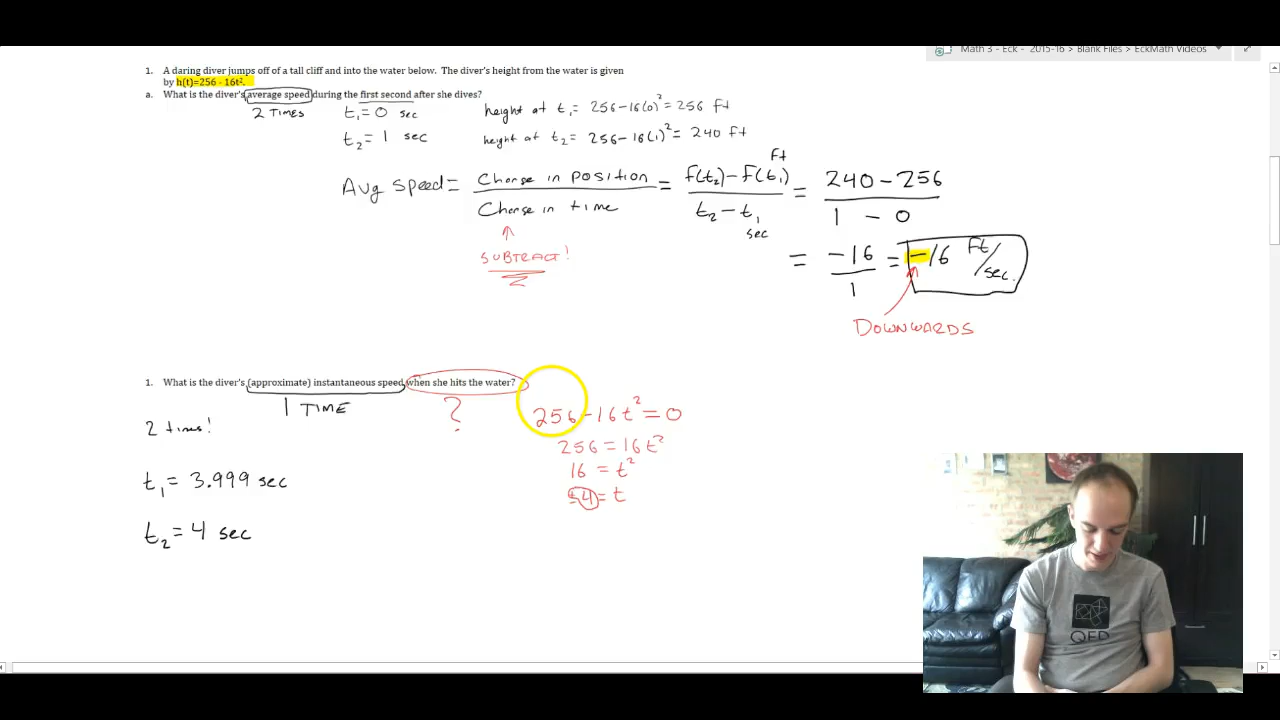 Math 3 - Eck - 2015-16 > Blank Files > EckMath Videos
1. A daring diver jumps off of a tall cliff and into the water below. The diver's height from the water is given
by h(t)=256 - 16t².
a. What is the diver's average speed during the first second after she dives?
2 TIMES
t₁= 0 sec
t₂= 1 sec
height at t₁= 256-16(0)²=256 ft
height at t₂= 256-16(1)²=240 ft
Avg Speed= Change in position / Change in time = f(t₂)-f(t₁) ft / t₂-t₁ sec = 240-256 / 1-0
SUBTRACT!
= -16/1 = -16 ft/sec.
DOWNWARDS
1. What is the diver's (approximate) instantaneous speed when she hits the water?
1 TIME
?
2 times!
t₁= 3.999 sec
t₂= 4 sec
256-16t²=0
256=16t²
16 = t²
±4= t
QED